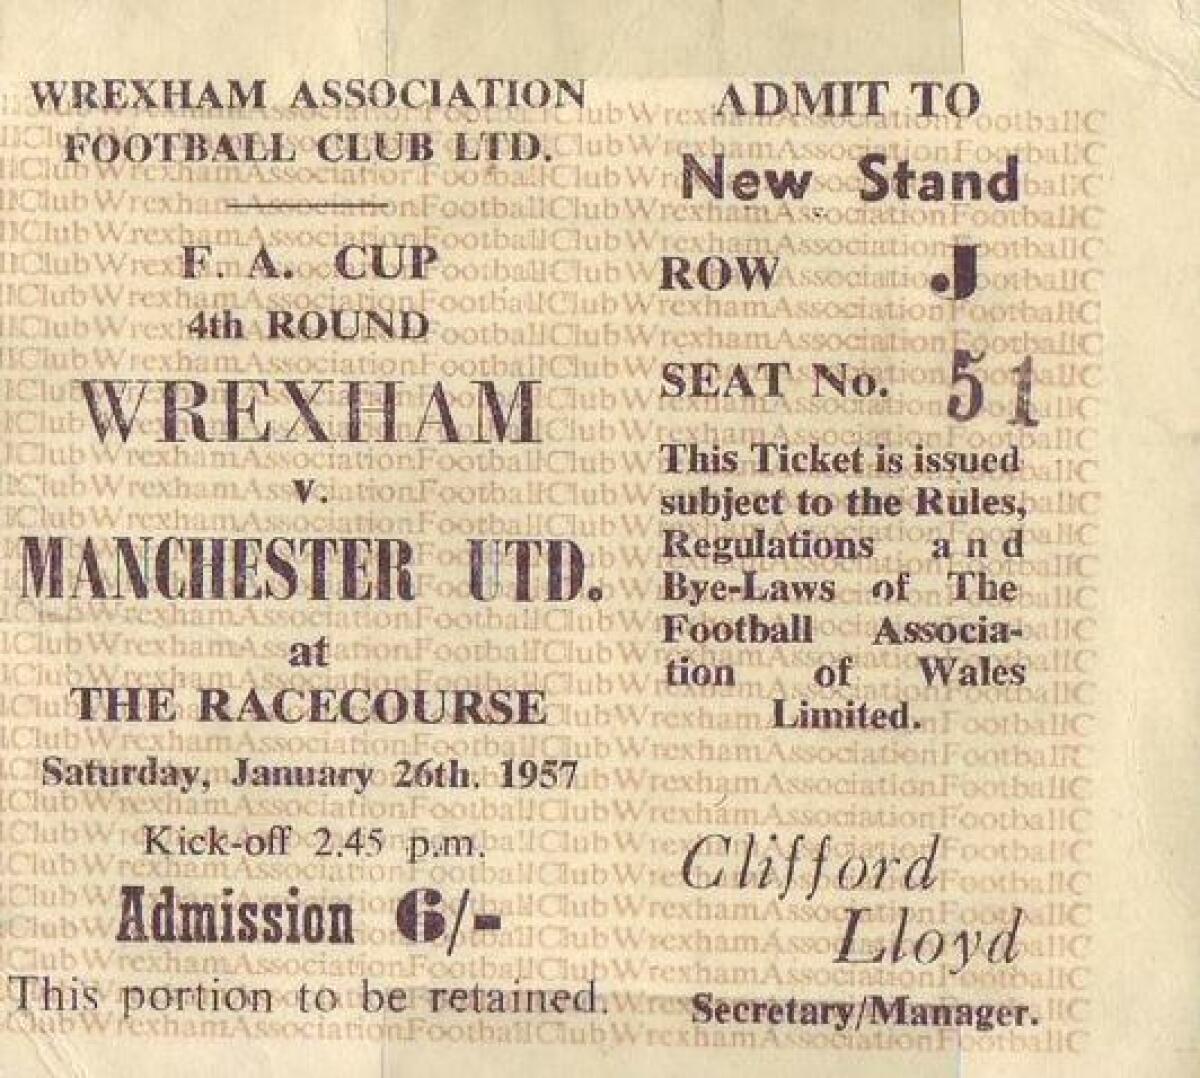 WREXHAM ASSOCIATION
FOOTBALL CLUB LTD.
F. A. CUP
4th ROUND
WREXHAM
v.
MANCHESTER UTD.
at
THE RACECOURSE
Saturday, January 26th. 1957
Kick-off 2.45 p.m.
Admission 6/-
This portion to be retained.
ADMIT TO
New Stand
ROW J
SEAT No. 51
This Ticket is issued
subject to the Rules,
Regulations and
Bye-Laws of The
Football Associa-
tion of Wales
Limited.
Clifford
Lloyd
Secretary/Manager.